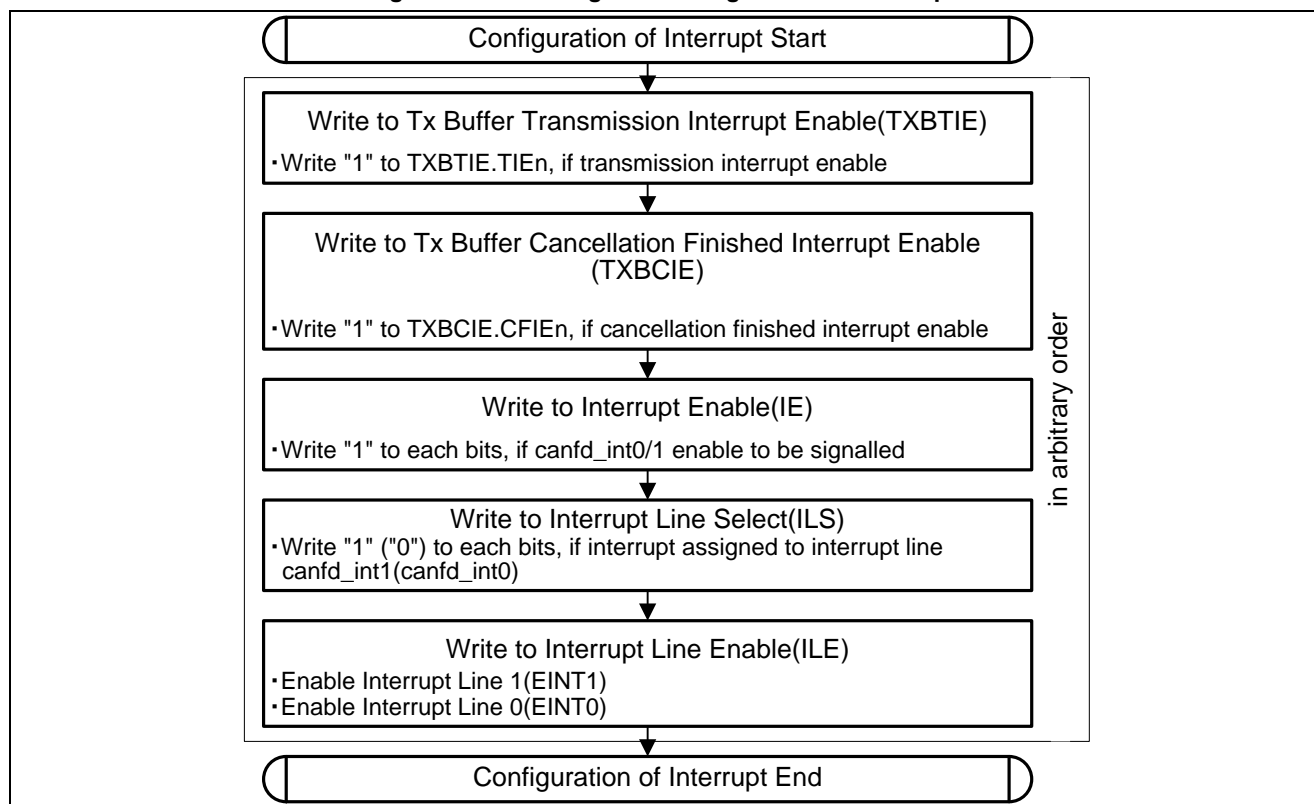 Configuration of Interrupt Start
Write to Tx Buffer Transmission Interrupt Enable(TXBTIE)
・Write "1" to TXBTIE.TIEn, if transmission interrupt enable
Write to Tx Buffer Cancellation Finished Interrupt Enable
(TXBCIE)
・Write "1" to TXBCIE.CFIEn, if cancellation finished interrupt enable
Write to Interrupt Enable(IE)
・Write "1" to each bits, if canfd_int0/1 enable to be signalled
Write to Interrupt Line Select(ILS)
・Write "1" ("0") to each bits, if interrupt assigned to interrupt line
canfd_int1(canfd_int0)
Write to Interrupt Line Enable(ILE)
・Enable Interrupt Line 1(EINT1)
・Enable Interrupt Line 0(EINT0)
in arbitrary order
Configuration of Interrupt End